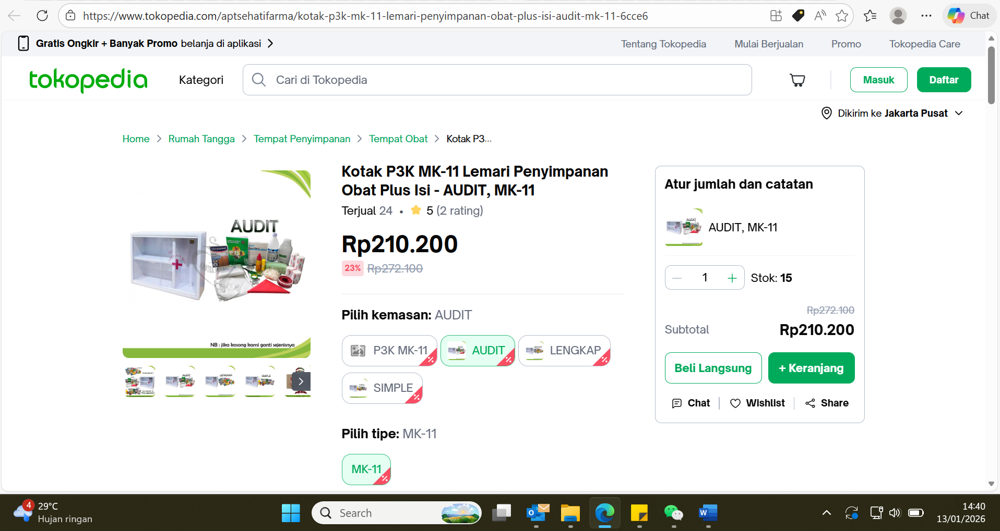 https://www.tokopedia.com/aptsehatifarma/kotak-p3k-mk-11-lemari-penyimpanan-obat-plus-isi-audit-mk-11-6cce6
Chat
Gratis Ongkir + Banyak Promo belanja di aplikasi
Tentang Tokopedia
Mulai Berjualan
Promo
Tokopedia Care
tokopedia
Kategori
Cari di Tokopedia
Masuk
Daftar
Dikirim ke Jakarta Pusat
Home > Rumah Tangga > Tempat Penyimpanan > Tempat Obat > Kotak P3...
AUDIT
NB : jika kosong kami ganti sejenisnya
AUDIT
LENGKAP
SIMPLE
Kotak P3K MK-11 Lemari Penyimpanan
Obat Plus Isi - AUDIT, MK-11
Terjual 24 • 5 (2 rating)
Rp210.200
23% Rp272.100
Pilih kemasan: AUDIT
P3K MK-11
AUDIT
LENGKAP
SIMPLE
Pilih tipe: MK-11
MK-11
Atur jumlah dan catatan
AUDIT
AUDIT, MK-11
1
Stok: 15
Rp272.100
Subtotal
Rp210.200
Beli Langsung
+ Keranjang
Chat
Wishlist
Share
4
29°C
Hujan ringan
Search
14:40
13/01/2026